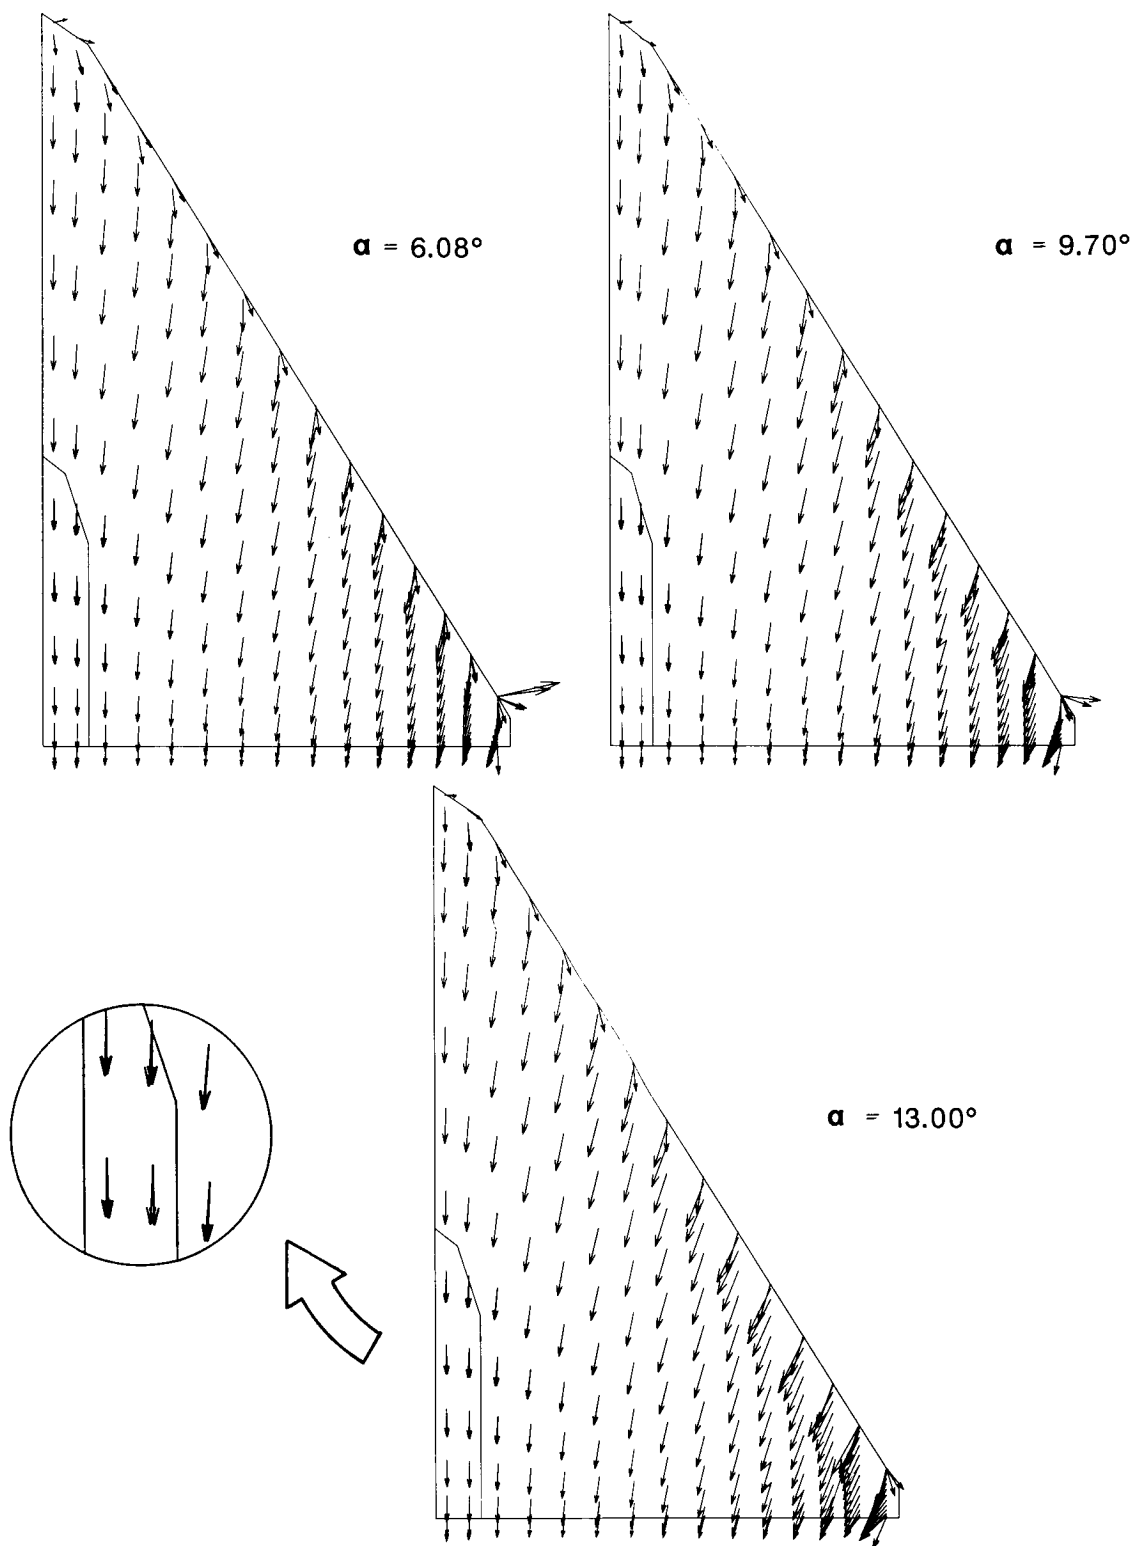 α = 6.08°
α = 9.70°
α = 13.00°